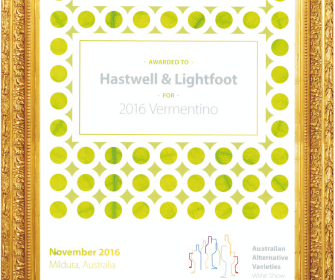 - AWARDED TO -
Hastwell & Lightfoot
- FOR -
2016 Vermentino
November 2016
Mildura, Australia
Australian
Alternative
Varieties
Wine Show